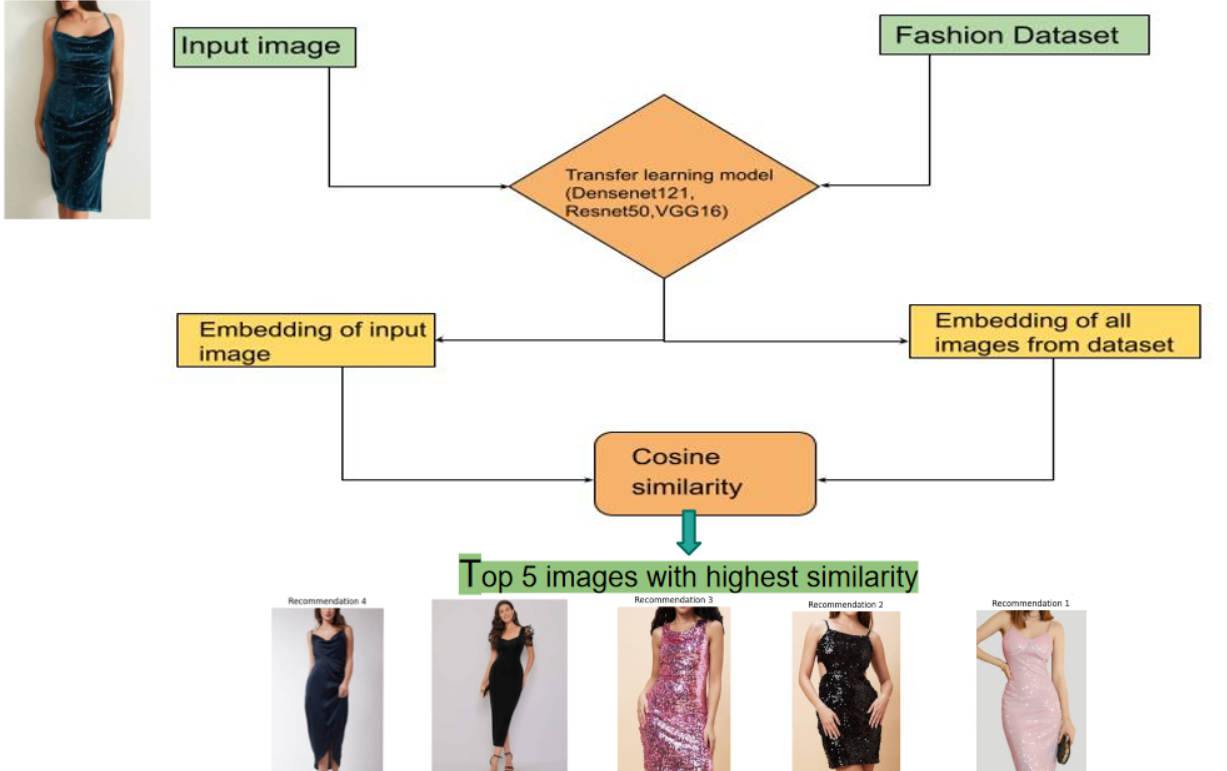 Input image
Fashion Dataset
Transfer learning model
(Densenet121,
Resnet50,VGG16)
Embedding of input
image
Embedding of all
images from dataset
Cosine
similarity
Top 5 images with highest similarity
Recommendation 4
Recommendation 3
Recommendation 2
Recommendation 1